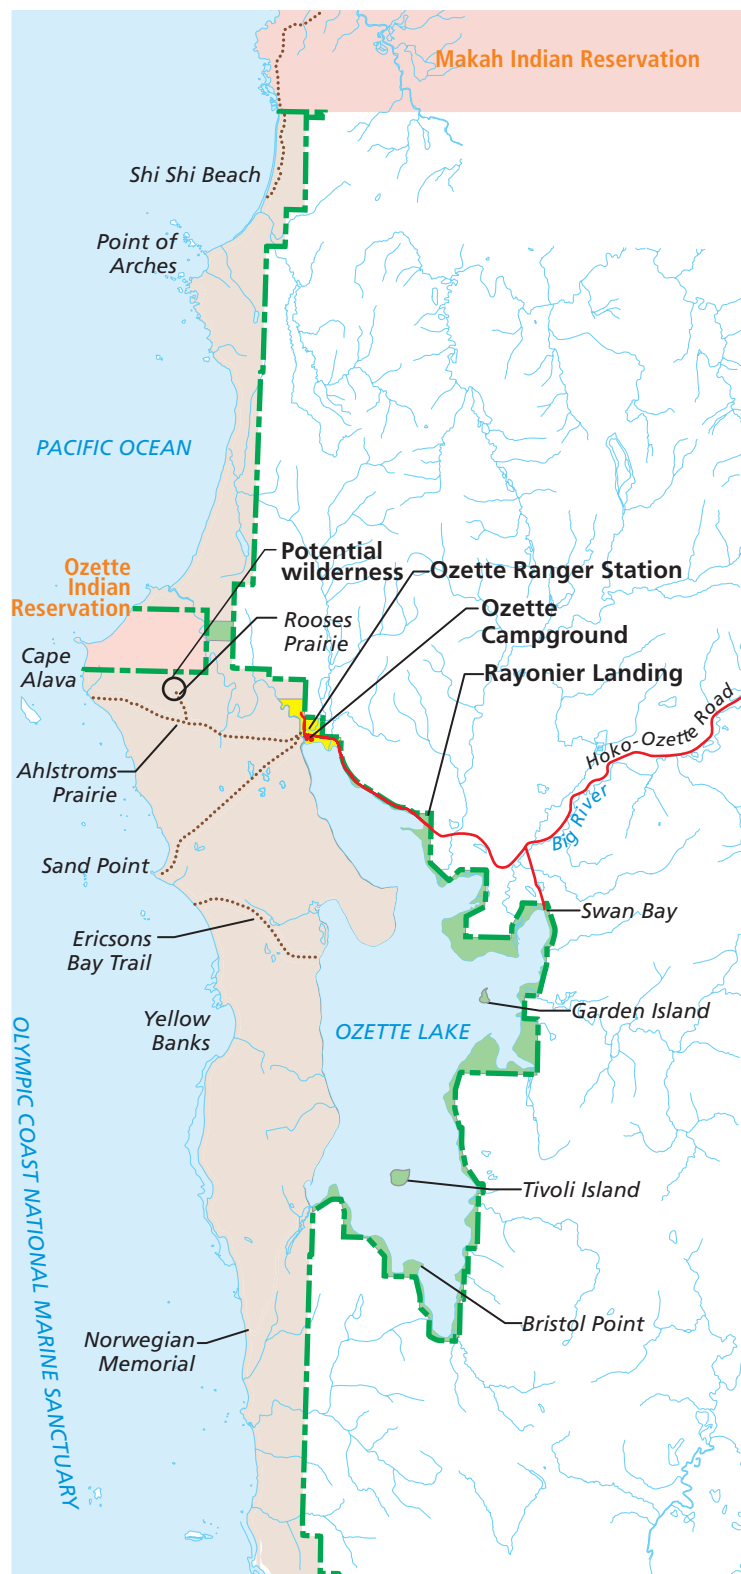 Makah Indian Reservation
Shi Shi Beach
Point of
Arches
PACIFIC OCEAN
Potential
wilderness
Ozette Ranger Station
Ozette
Indian
Reservation
Rooses
Prairie
Ozette
Campground
Cape
Alava
Rayonier Landing
Hoko-Ozette Road
Ahlstroms
Prairie
Big River
Sand Point
Swan Bay
Ericsons
Bay Trail
Garden Island
Yellow
Banks
OZETTE LAKE
OLYMPIC COAST NATIONAL MARINE SANCTUARY
Tivoli Island
Bristol Point
Norwegian
Memorial